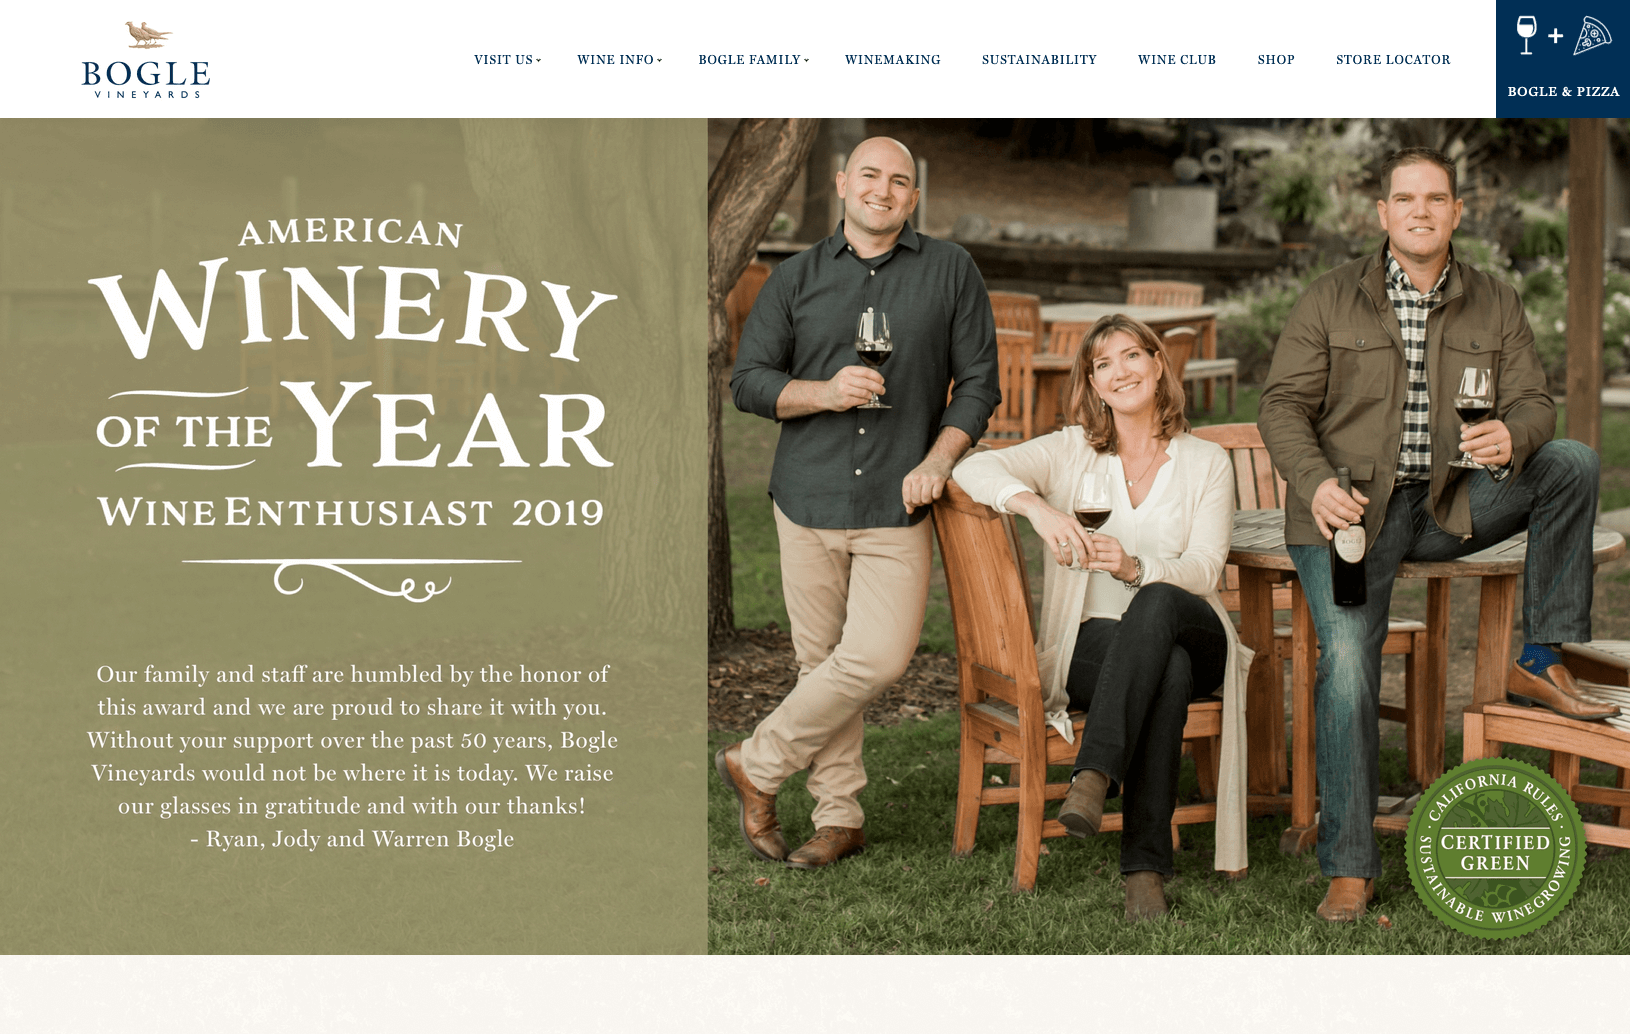 BOGLE
VINEYARDS
VISIT US
WINE INFO
BOGLE FAMILY
WINEMAKING
SUSTAINABILITY
WINE CLUB
SHOP
STORE LOCATOR
+
BOGLE & PIZZA
AMERICAN
WINERY
OF THE YEAR
WINE ENTHUSIAST 2019
Our family and staff are humbled by the honor of
this award and we are proud to share it with you.
Without your support over the past 50 years, Bogle
Vineyards would not be where it is today. We raise
our glasses in gratitude and with our thanks!
- Ryan, Jody and Warren Bogle
BOGLE
· CALIFORNIA RULES ·
CERTIFIED
GREEN
SUSTAINABLE WINEGROWING